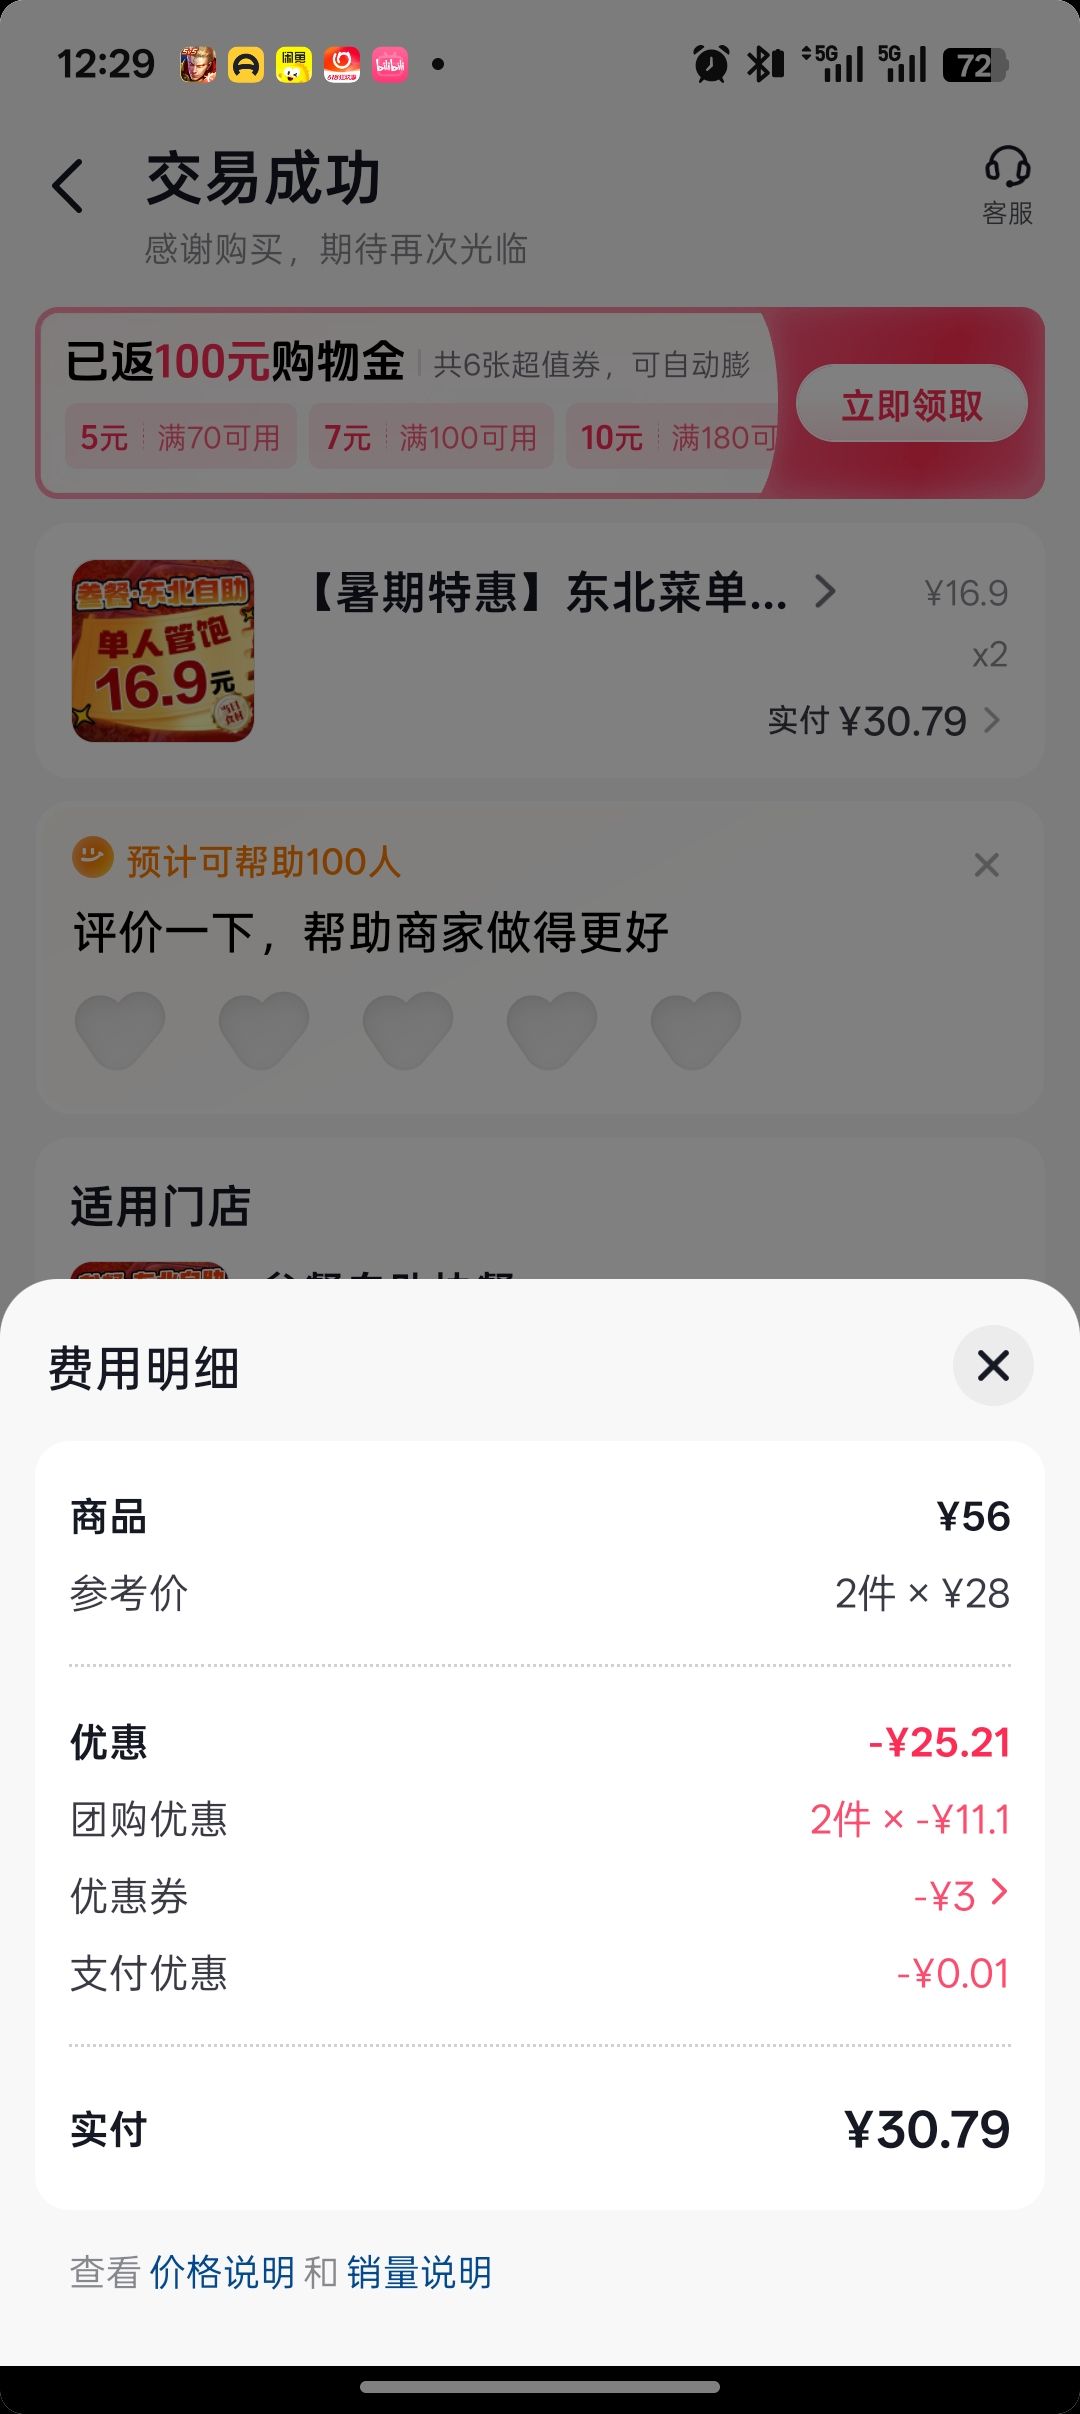 12:29
5G 5G 72
交易成功
感谢购买，期待再次光临
客服
已返100元购物金 共6张超值券，可自动膨
立即领取
5元 满70可用 7元 满100可用 10元 满180可
叁餐·东北自助
单人管饱
16.9元
当日食材
【暑期特惠】东北菜单...
¥16.9
x2
实付 ¥30.79
预计可帮助100人
评价一下，帮助商家做得更好
适用门店
费用明细
商品 ¥56
参考价 2件 × ¥28
优惠 -¥25.21
团购优惠 2件 × -¥11.1
优惠券 -¥3
支付优惠 -¥0.01
实付 ¥30.79
查看 价格说明 和 销量说明